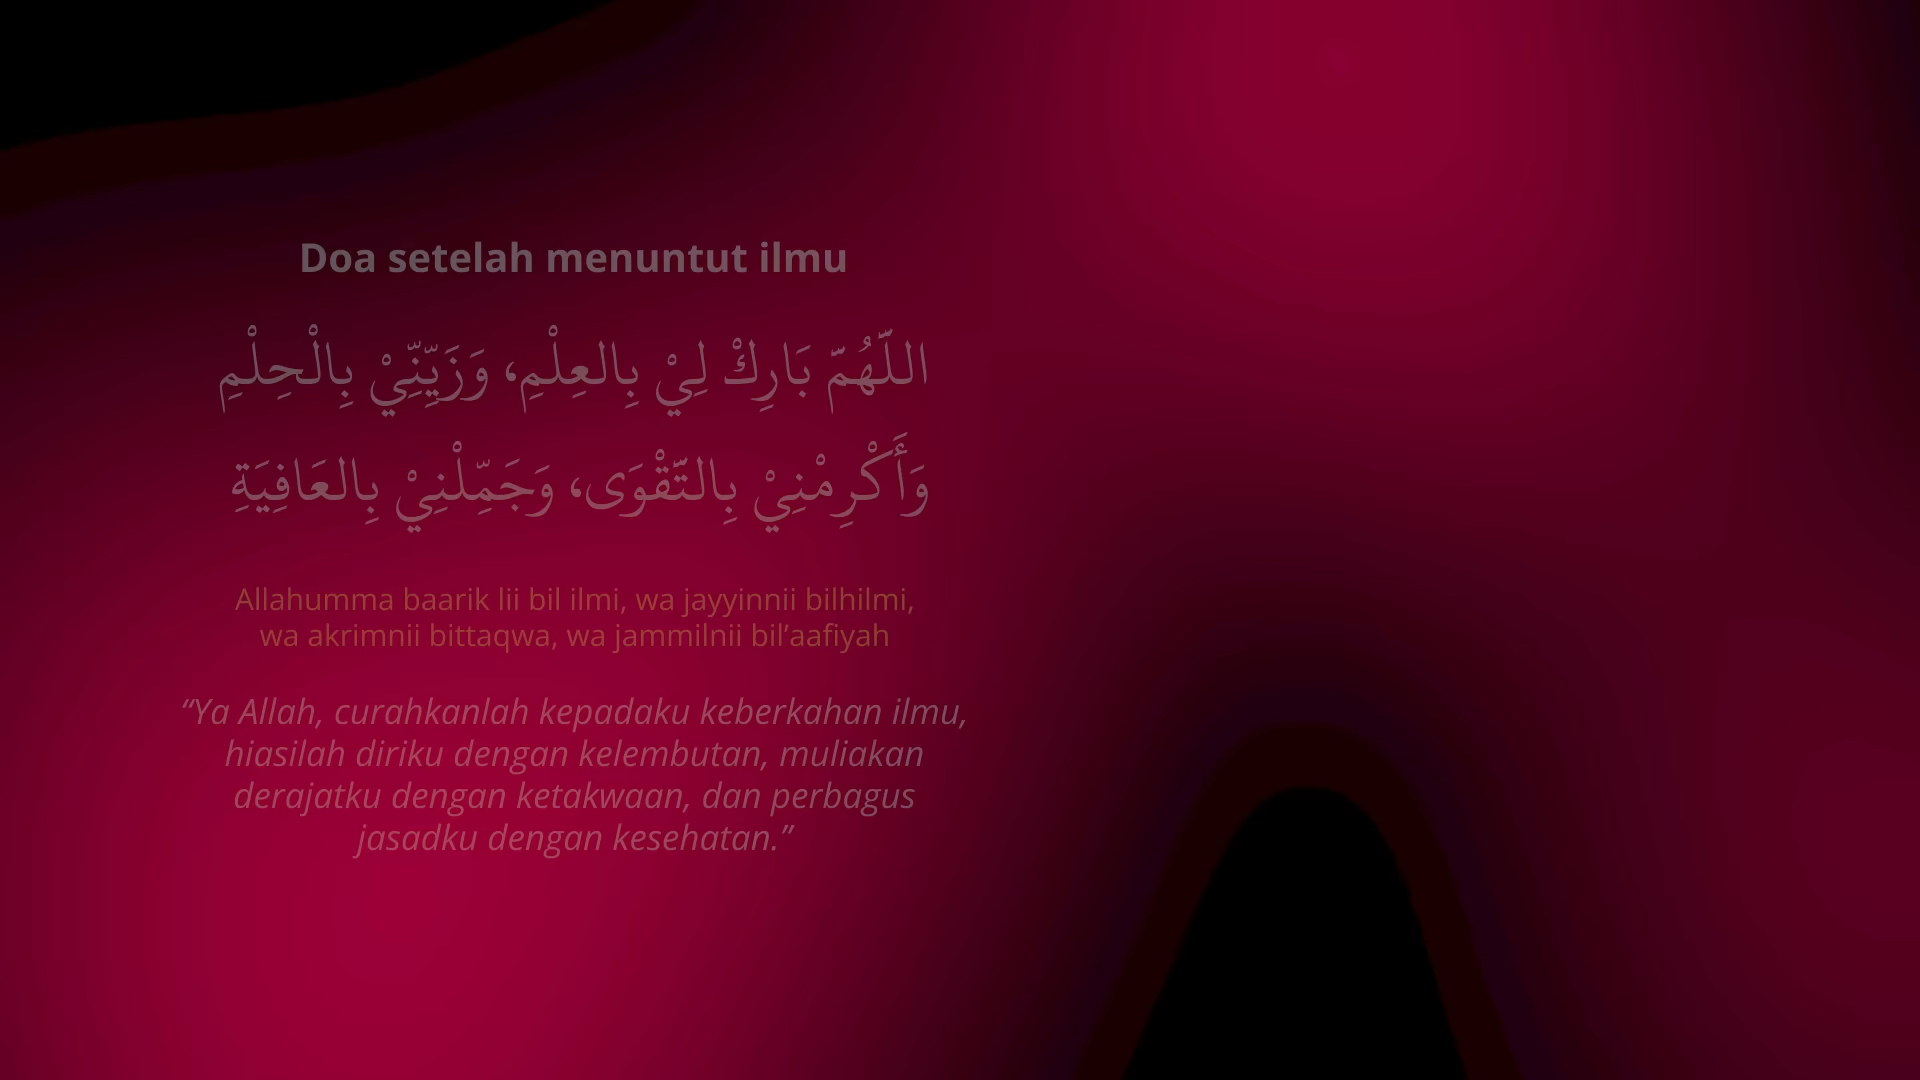 Doa setelah menuntut ilmu
اللّهُمّ بَارِكْ لِيْ بِالعِلْمِ، وَزَيِّنِّيْ بِالْحِلْمِ
وَأَكْرِمْنِيْ بِالتّقْوَى، وَجَمِّلْنِيْ بِالعَافِيَةِ
Allahumma baarik lii bil ilmi, wa jayyinnii bilhilmi,
wa akrimnii bittaqwa, wa jammilnii bil’aafiyah
“Ya Allah, curahkanlah kepadaku keberkahan ilmu,
hiasilah diriku dengan kelembutan, muliakan
derajatku dengan ketakwaan, dan perbagus
jasadku dengan kesehatan.”